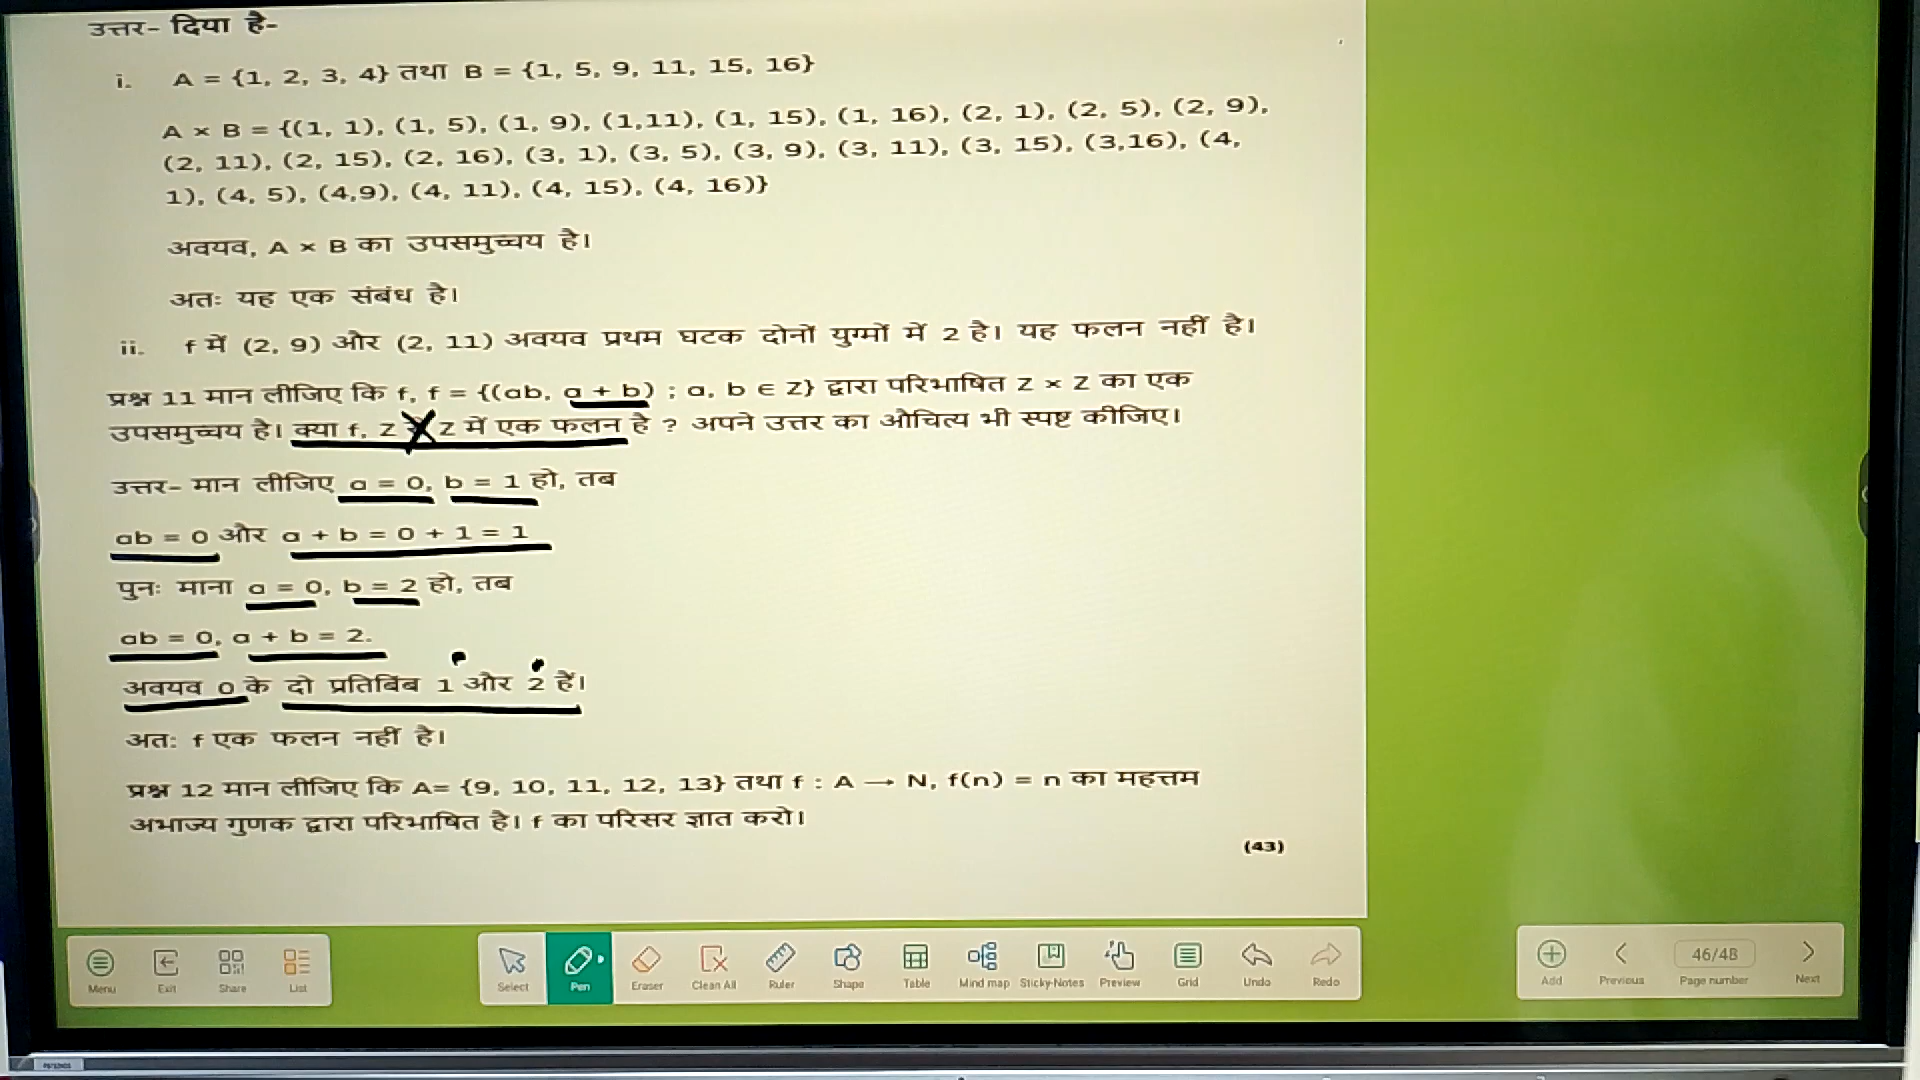 उत्तर- दिया है-
i. A = {1, 2, 3, 4} तथा B = {1, 5, 9, 11, 15, 16}
A × B = {(1, 1), (1, 5), (1, 9), (1,11), (1, 15), (1, 16), (2, 1), (2, 5), (2, 9),
(2, 11), (2, 15), (2, 16), (3, 1), (3, 5), (3, 9), (3, 11), (3, 15), (3,16), (4,
1), (4, 5), (4,9), (4, 11), (4, 15), (4, 16)}
अवयव, A × B का उपसमुच्चय है।
अतः यह एक संबंध है।
ii. f में (2, 9) और (2, 11) अवयव प्रथम घटक दोनों युग्मों में 2 है। यह फलन नहीं है।
प्रश्न 11 मान लीजिए कि f, f = {(ab, a + b) ; a, b ∈ Z} द्वारा परिभाषित Z × Z का एक
उपसमुच्चय है। क्या f, Z X Z में एक फलन है ? अपने उत्तर का औचित्य भी स्पष्ट कीजिए।
उत्तर- मान लीजिए a = 0, b = 1 हो, तब
ab = 0 और a + b = 0 + 1 = 1
पुनः माना a = 0, b = 2 हो, तब
ab = 0, a + b = 2.
अवयव 0 के दो प्रतिबिंब 1 और 2 हैं।
अत: f एक फलन नहीं है।
प्रश्न 12 मान लीजिए कि A= {9, 10, 11, 12, 13} तथा f : A → N, f(n) = n का महत्तम
अभाज्य गुणक द्वारा परिभाषित है। f का परिसर ज्ञात करो।
(43)
Menu Exit Share List Select Pen Eraser Clean All Ruler Shape Table Mind map Sticky-Notes Preview Grid Undo Redo Add Previous 46/48 Page number Next